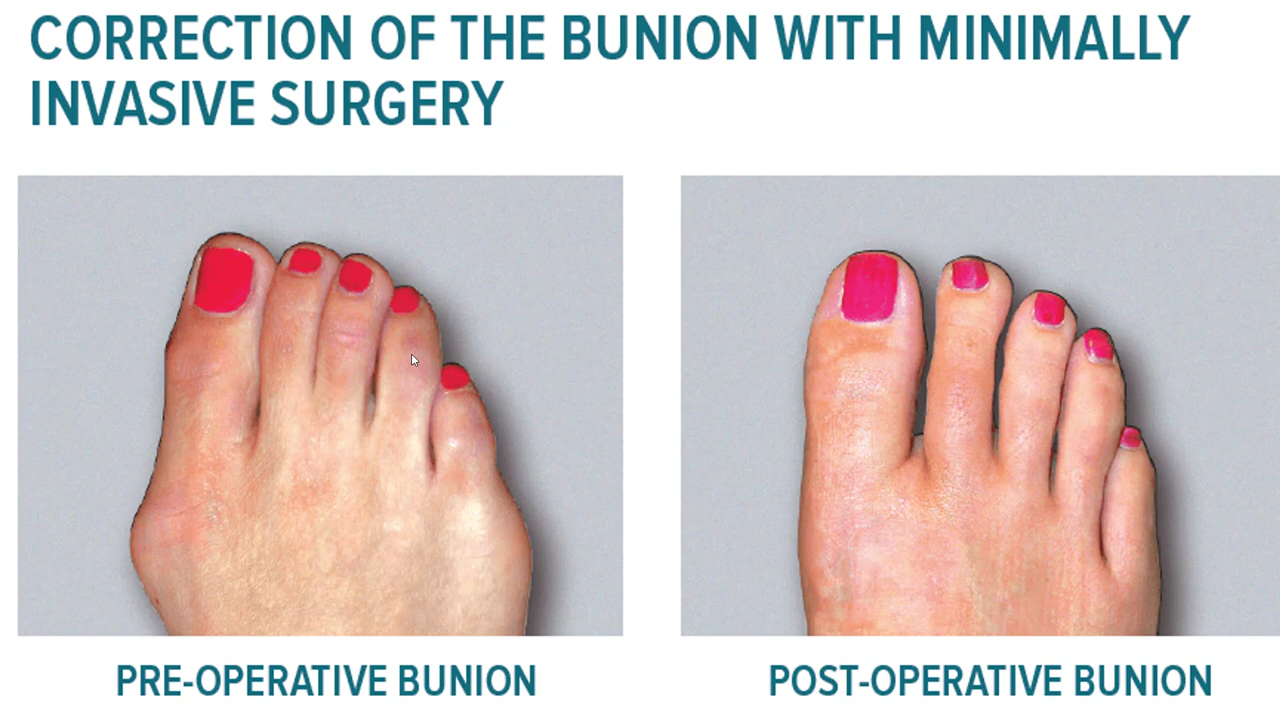 CORRECTION OF THE BUNION WITH MINIMALLY
INVASIVE SURGERY
PRE-OPERATIVE BUNION
POST-OPERATIVE BUNION